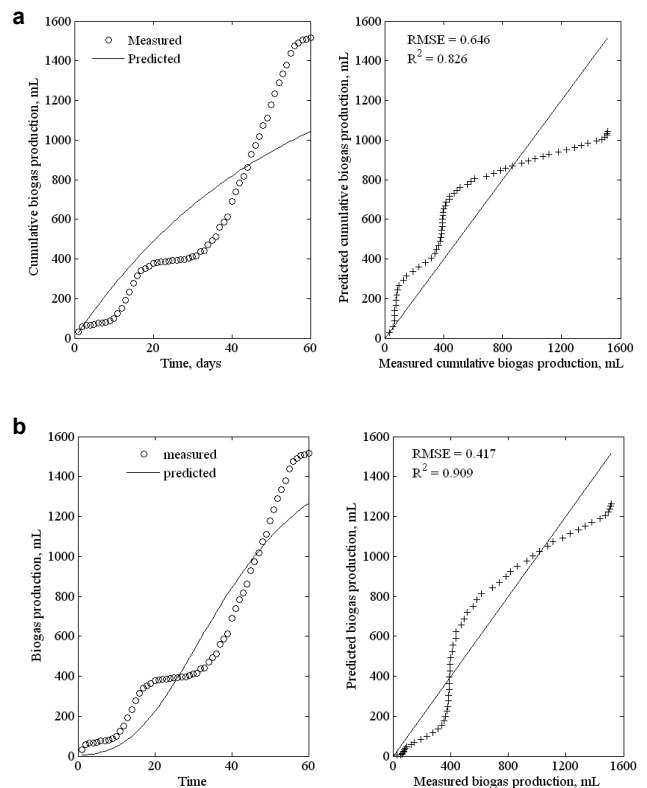 a
Measured
Predicted
Cumulative biogas production, mL
1600
1400
1200
1000
800
600
400
200
0
0 20 40 60
Time, days
RMSE = 0.646
R² = 0.826
Predicted cumulative biogas production, mL
1600
1400
1200
1000
800
600
400
200
0
0 400 800 1200 1600
Measured cumulative biogas production, mL
b
measured
predicted
Biogas production, mL
1600
1400
1200
1000
800
600
400
200
0
0 20 40 60
Time
RMSE = 0.417
R² = 0.909
Predicted biogas production, mL
1600
1400
1200
1000
800
600
400
200
0
0 400 800 1200 1600
Measured biogas production, mL